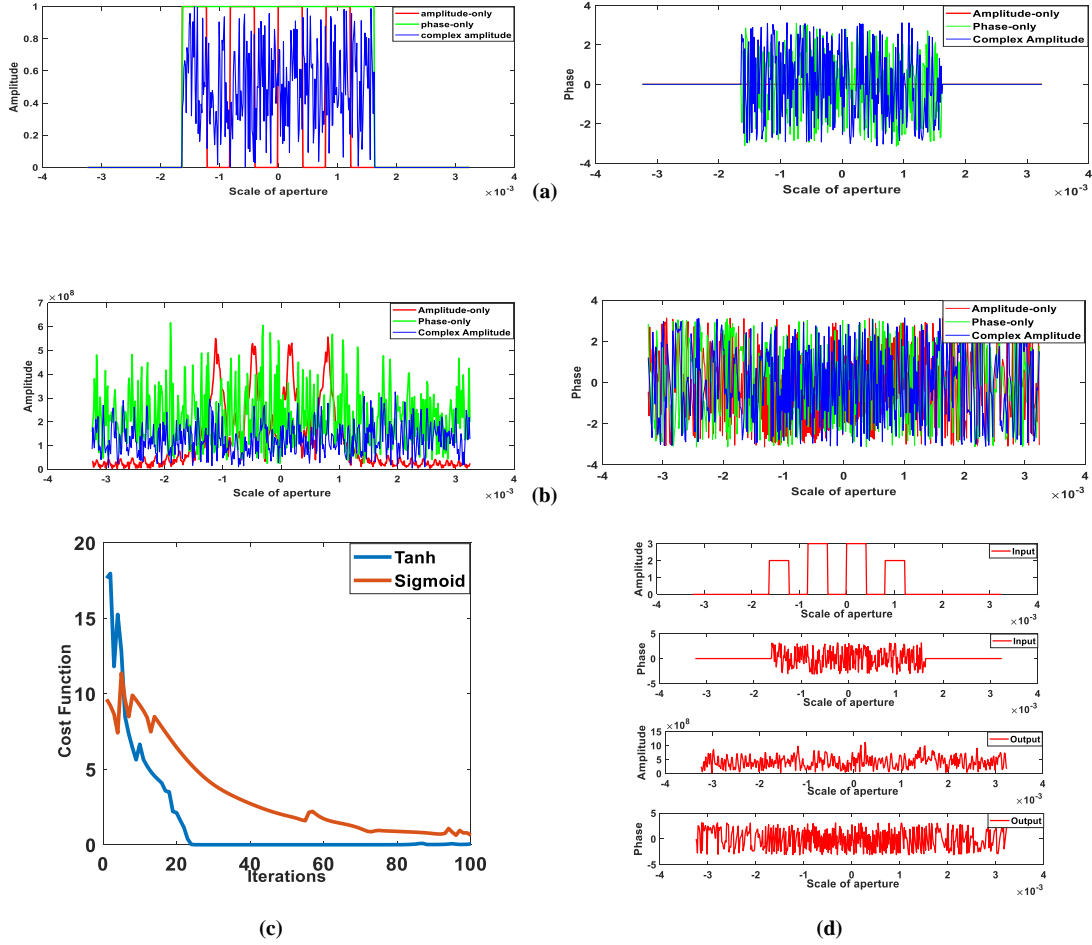 amplitude-only
phase-only
complex amplitude
Amplitude
1
0.8
0.6
0.4
0.2
0
-4 -3 -2 -1 0 1 2 3 4
Scale of aperture
×10-3
Amplitude-only
Phase-only
Complex Amplitude
Phase
4
2
0
-2
-4
-4 -3 -2 -1 0 1 2 3 4
Scale of aperture
×10-3
(a)
×10 8
Amplitude-only
Phase-only
Complex Amplitude
Amplitude
7
6
5
4
3
2
1
0
-4 -3 -2 -1 0 1 2 3 4
Scale of aperture
×10-3
Amplitude-only
Phase-only
Complex Amplitude
Phase
4
2
0
-2
-4
-4 -3 -2 -1 0 1 2 3 4
Scale of aperture
×10-3
(b)
Tanh
Sigmoid
Cost Function
20
15
10
5
0
0 20 40 60 80 100
Iterations
(c)
Input
Amplitude
3
2
1
0
-4 -3 -2 -1 0 1 2 3 4
Scale of aperture
×10-3
Input
Phase
5
0
-5
-4 -3 -2 -1 0 1 2 3 4
Scale of aperture
×10-3
×10 8
Output
Amplitude
15
10
5
0
-4 -3 -2 -1 0 1 2 3 4
Scale of aperture
×10-3
Output
Phase
5
0
-5
-4 -3 -2 -1 0 1 2 3 4
Scale of aperture
×10-3
(d)